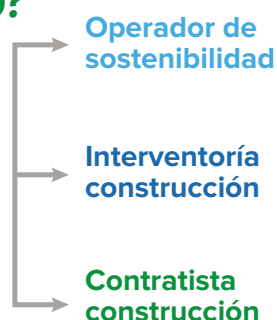 ?
Operador de
sostenibilidad
Interventoría
construcción
Contratista
construcción